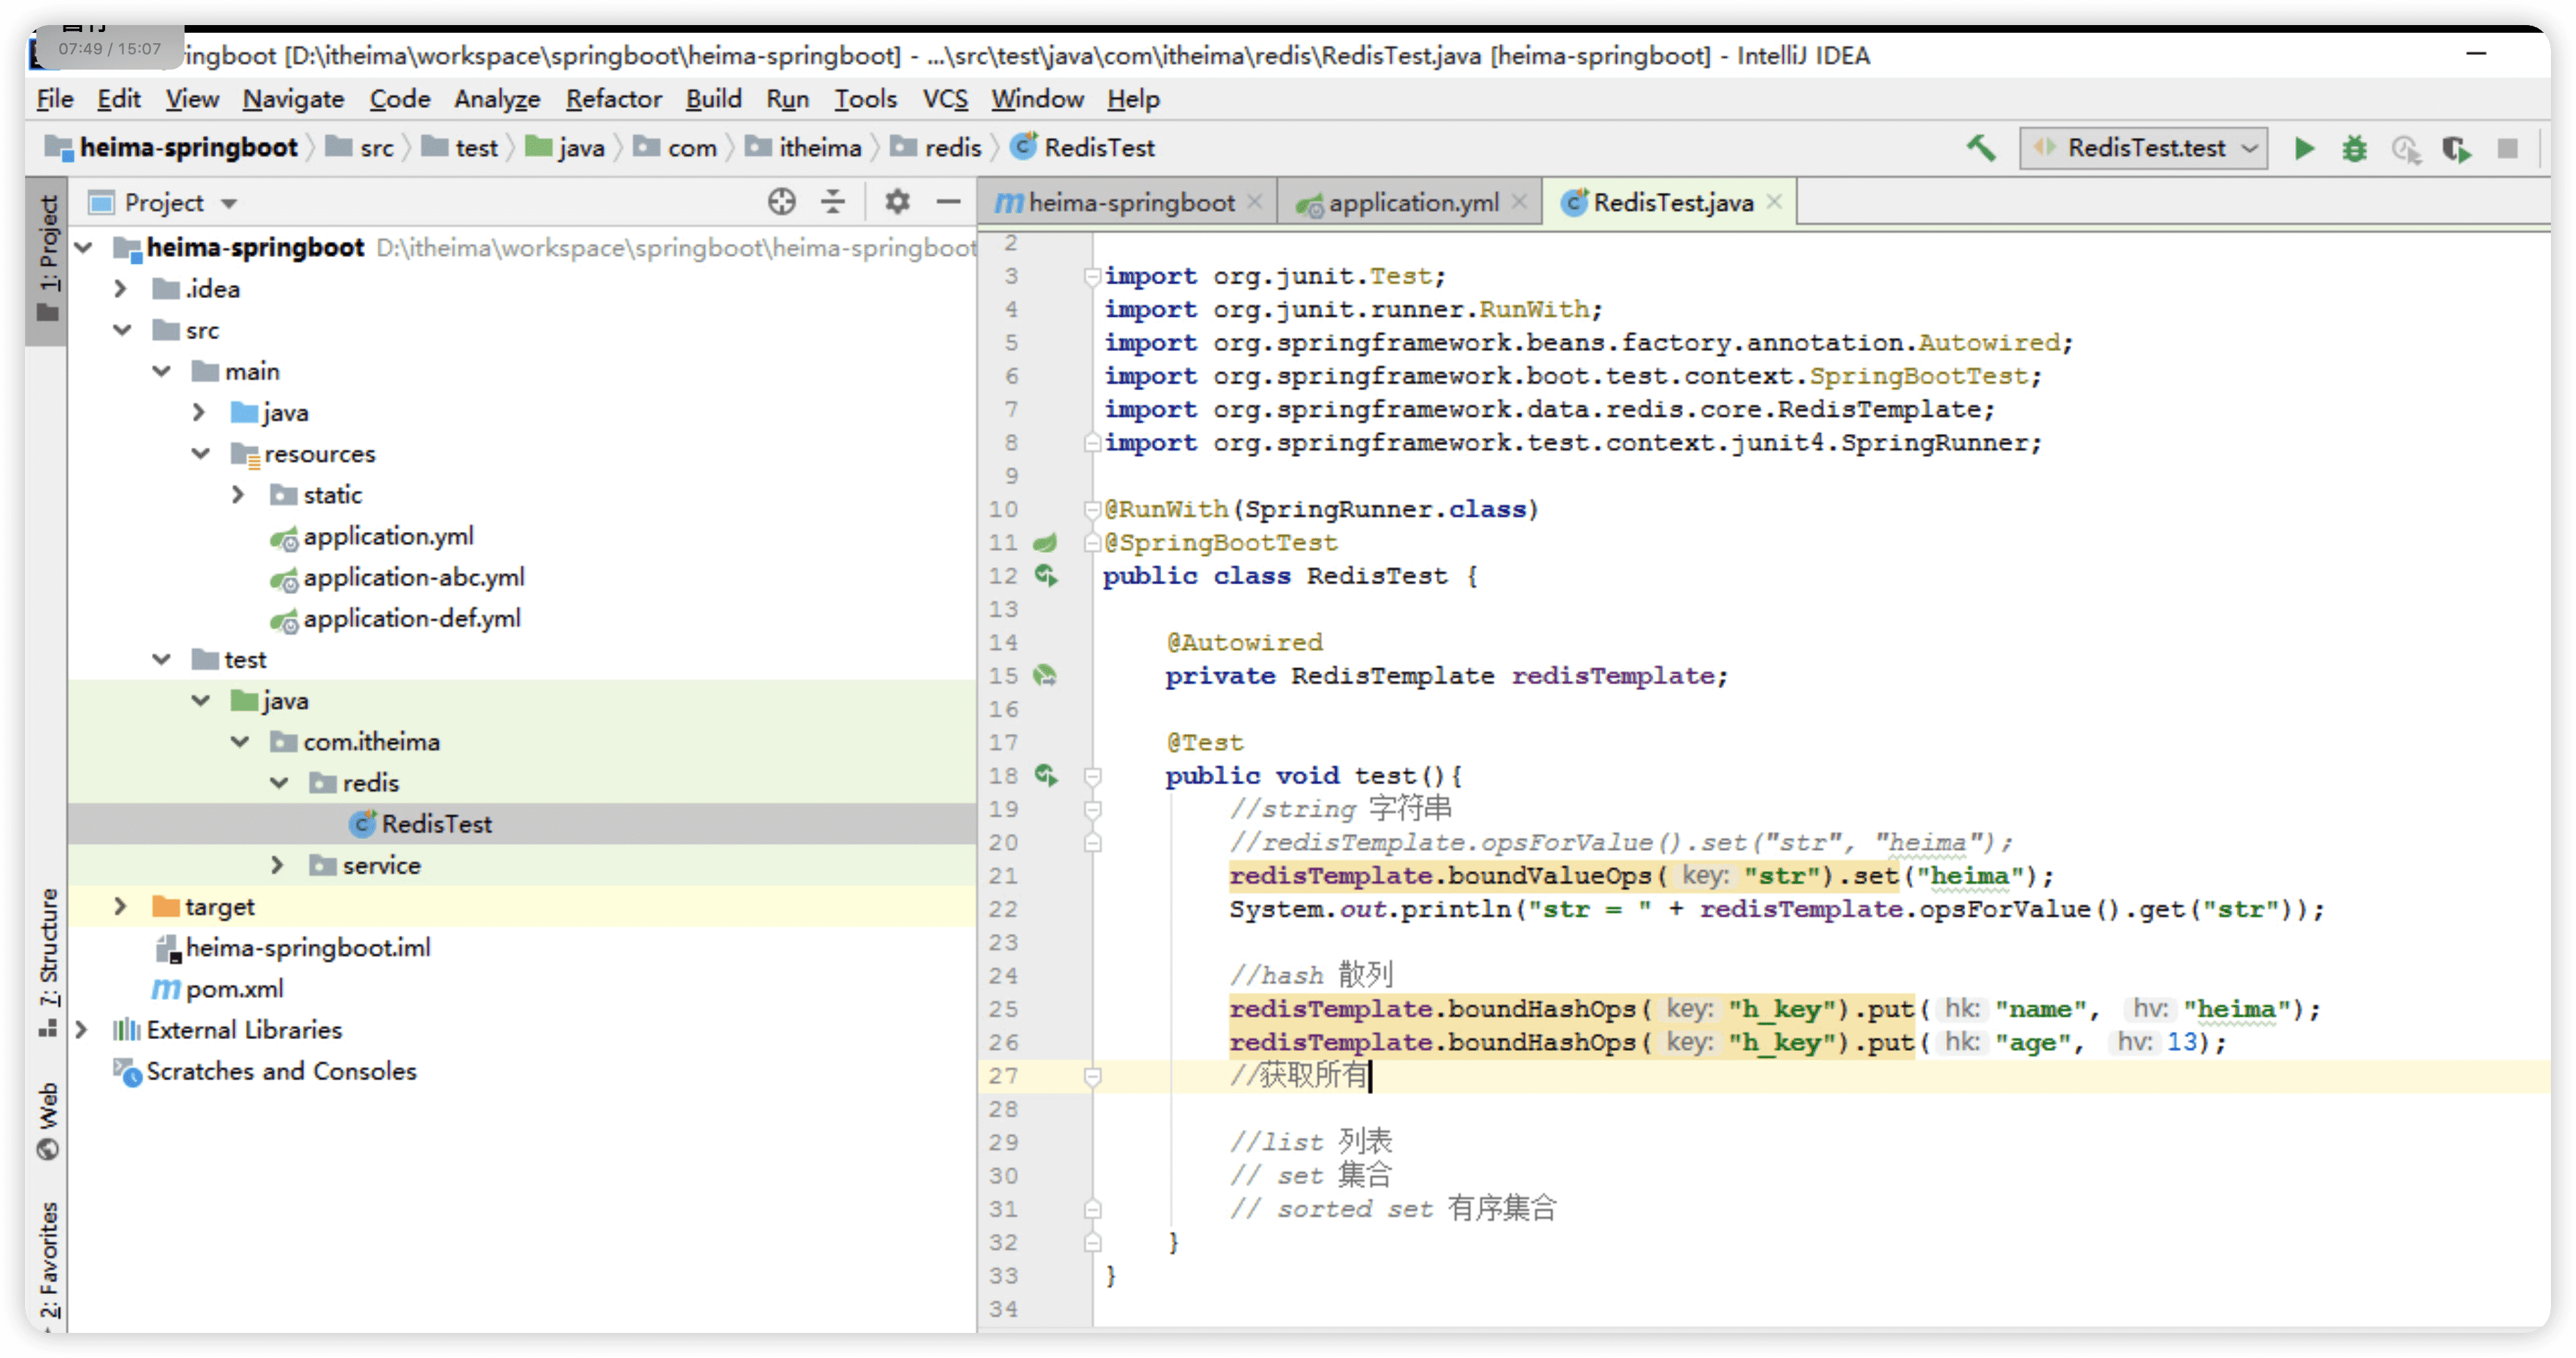 07:49 / 15:07
ringboot [D:\itheima\workspace\springboot\heima-springboot] - ...\src\test\java\com\itheima\redis\RedisTest.java [heima-springboot] - IntelliJ IDEA
File Edit View Navigate Code Analyze Refactor Build Run Tools VCS Window Help
heima-springboot src test java com itheima redis RedisTest
RedisTest.test
1: Project
7: Structure
Web
2: Favorites
Project
heima-springboot D:\itheima\workspace\springboot\heima-springboot
.idea
src
main
java
resources
static
application.yml
application-abc.yml
application-def.yml
test
java
com.itheima
redis
RedisTest
service
target
heima-springboot.iml
pom.xml
External Libraries
Scratches and Consoles
heima-springboot application.yml RedisTest.java
2
3 import org.junit.Test;
4 import org.junit.runner.RunWith;
5 import org.springframework.beans.factory.annotation.Autowired;
6 import org.springframework.boot.test.context.SpringBootTest;
7 import org.springframework.data.redis.core.RedisTemplate;
8 import org.springframework.test.context.junit4.SpringRunner;
9
10 @RunWith(SpringRunner.class)
11 @SpringBootTest
12 public class RedisTest {
13
14 @Autowired
15 private RedisTemplate redisTemplate;
16
17 @Test
18 public void test(){
19 //string 字符串
20 //redisTemplate.opsForValue().set("str", "heima");
21 redisTemplate.boundValueOps( key: "str").set("heima");
22 System.out.println("str = " + redisTemplate.opsForValue().get("str"));
23
24 //hash 散列
25 redisTemplate.boundHashOps( key: "h_key").put( hk: "name", hv: "heima");
26 redisTemplate.boundHashOps( key: "h_key").put( hk: "age", hv: 13);
27 //获取所有
28
29 //list 列表
30 // set 集合
31 // sorted set 有序集合
32 }
33 }
34